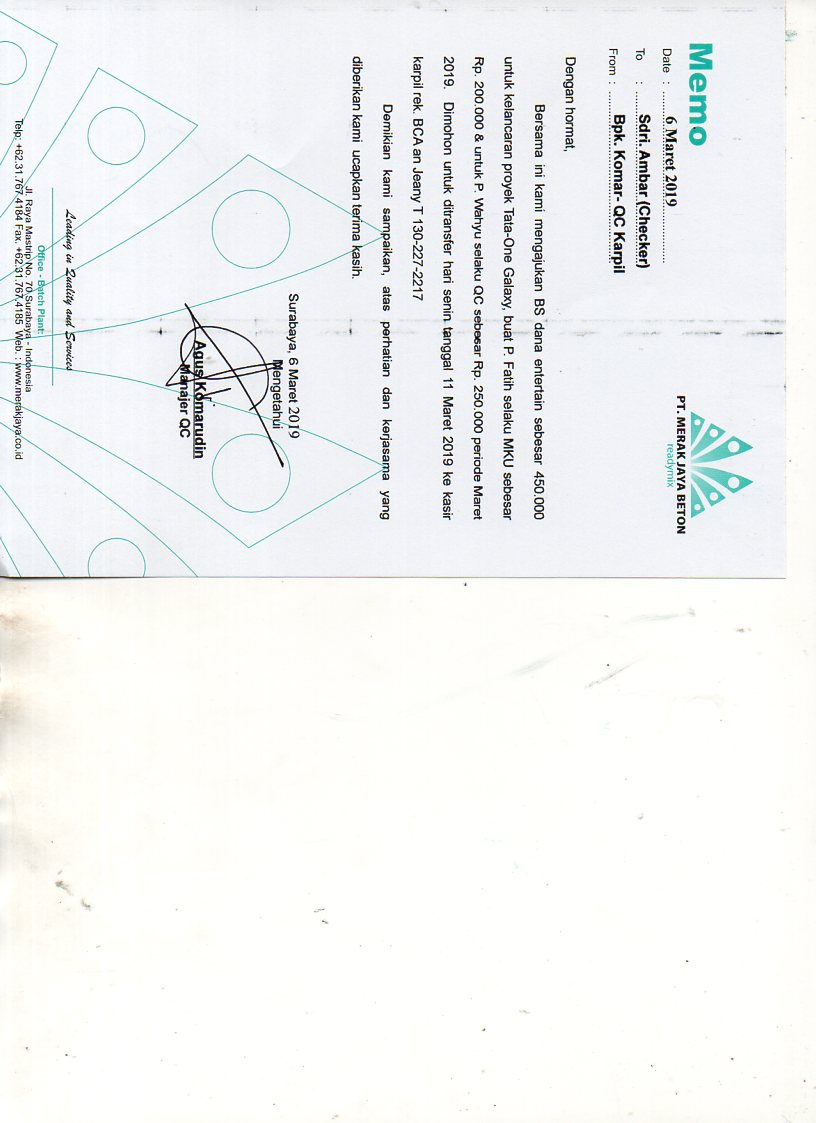 Memo
PT. MERAK JAYA BETON
readymix
Date : 6 Maret 2019
To : Sdri. Ambar (Checker)
From : Bpk. Komar- QC Karpil
Dengan hormat,
Bersama ini kami mengajukan BS dana entertain sebesar 450.000
untuk kelancaran proyek Tata-One Galaxy, buat P. Fatih selaku MKU sebesar
Rp. 200.000 & untuk P. Wahyu selaku QC sebesar Rp. 250.000 periode Maret
2019. Dimohon untuk ditransfer hari senin tanggal 11 Maret 2019 ke kasir
karpil rek. BCA an Jeany T 130-227-2217
Demikian kami sampaikan, atas perhatian dan kerjasama yang
diberikan kami ucapkan terima kasih.
Surabaya, 6 Maret 2019
Mengetahui
Agus Komarudin
Manajer QC
Leading in Quality and Services
Office - Batch Plant:
Jl. Raya Mastrip No. 70 Surabaya - Indonesia
Telp: +62.31.767.4184 Fax. +62.31.767.4185 Web. : www.merakjaya.co.id